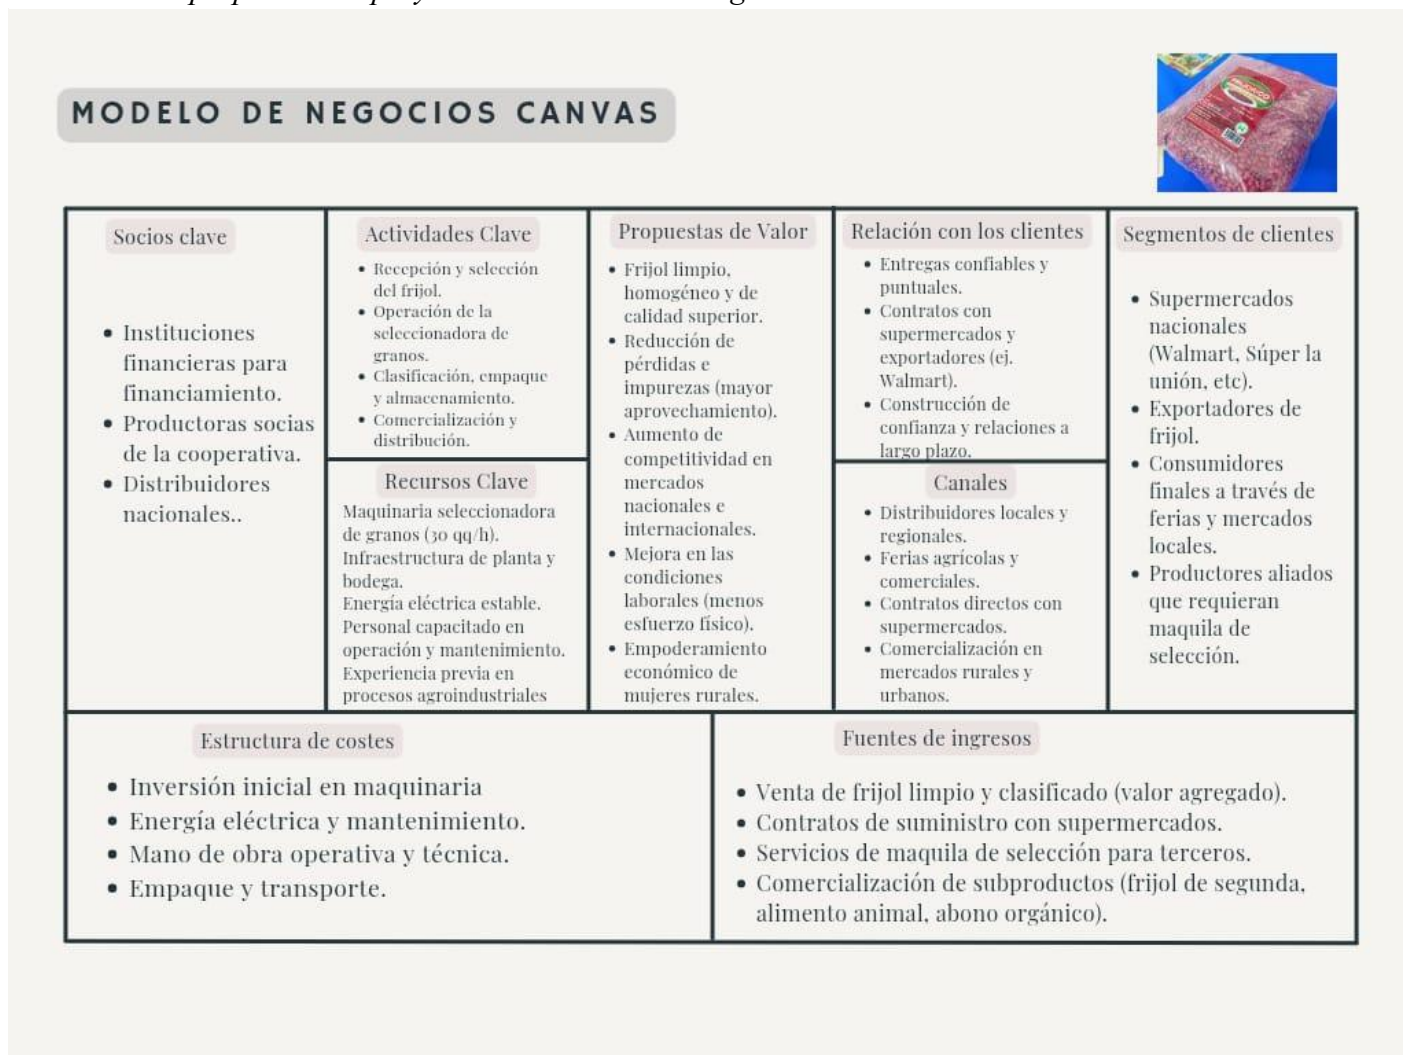 MODELO DE NEGOCIOS CANVAS
Socios clave
• Instituciones
financieras para
financiamiento.
• Productoras socias
de la cooperativa.
• Distribuidores
nacionales..
Actividades Clave
• Recepción y selección
del frijol.
• Operación de la
seleccionadora de
granos.
• Clasificación, empaque
y almacenamiento.
• Comercialización y
distribución.
Recursos Clave
Maquinaria seleccionadora
de granos (30 qq/h).
Infraestructura de planta y
bodega.
Energía eléctrica estable.
Personal capacitado en
operación y mantenimiento.
Experiencia previa en
procesos agroindustriales
Propuestas de Valor
• Frijol limpio,
homogéneo y de
calidad superior.
• Reducción de
pérdidas e
impurezas (mayor
aprovechamiento).
• Aumento de
competitividad en
mercados
nacionales e
internacionales.
• Mejora en las
condiciones
laborales (menos
esfuerzo físico).
• Empoderamiento
económico de
mujeres rurales.
Relación con los clientes
• Entregas confiables y
puntuales.
• Contratos con
supermercados y
exportadores (ej.
Walmart).
• Construcción de
confianza y relaciones a
largo plazo.
Canales
• Distribuidores locales y
regionales.
• Ferias agrícolas y
comerciales.
• Contratos directos con
supermercados.
• Comercialización en
mercados rurales y
urbanos.
Segmentos de clientes
• Supermercados
nacionales
(Walmart, Súper la
unión, etc).
• Exportadores de
frijol.
• Consumidores
finales a través de
ferias y mercados
locales.
• Productores aliados
que requieran
maquila de
selección.
Estructura de costes
• Inversión inicial en maquinaria
• Energía eléctrica y mantenimiento.
• Mano de obra operativa y técnica.
• Empaque y transporte.
Fuentes de ingresos
• Venta de frijol limpio y clasificado (valor agregado).
• Contratos de suministro con supermercados.
• Servicios de maquila de selección para terceros.
• Comercialización de subproductos (frijol de segunda,
alimento animal, abono orgánico).